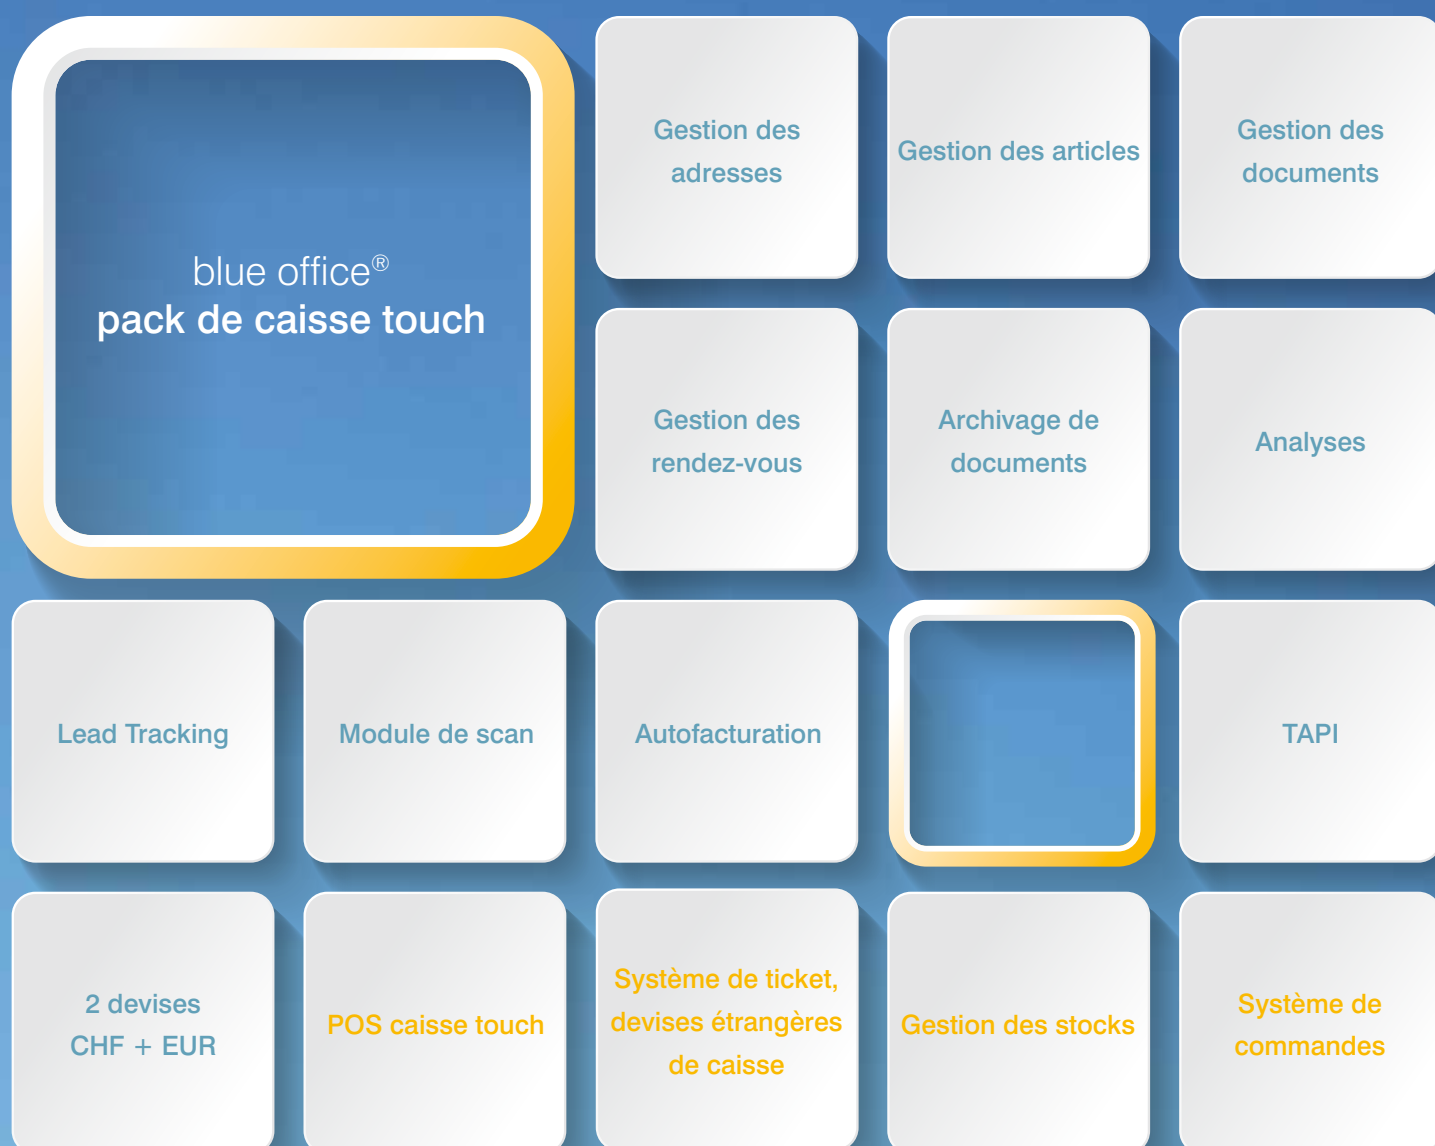 blue office®
pack de caisse touch
Gestion des
adresses
Gestion des articles
Gestion des
documents
Gestion des
rendez-vous
Archivage de
documents
Analyses
Lead Tracking
Module de scan
Autofacturation
TAPI
2 devises
CHF + EUR
POS caisse touch
Système de ticket,
devises étrangères
de caisse
Gestion des stocks
Système de
commandes